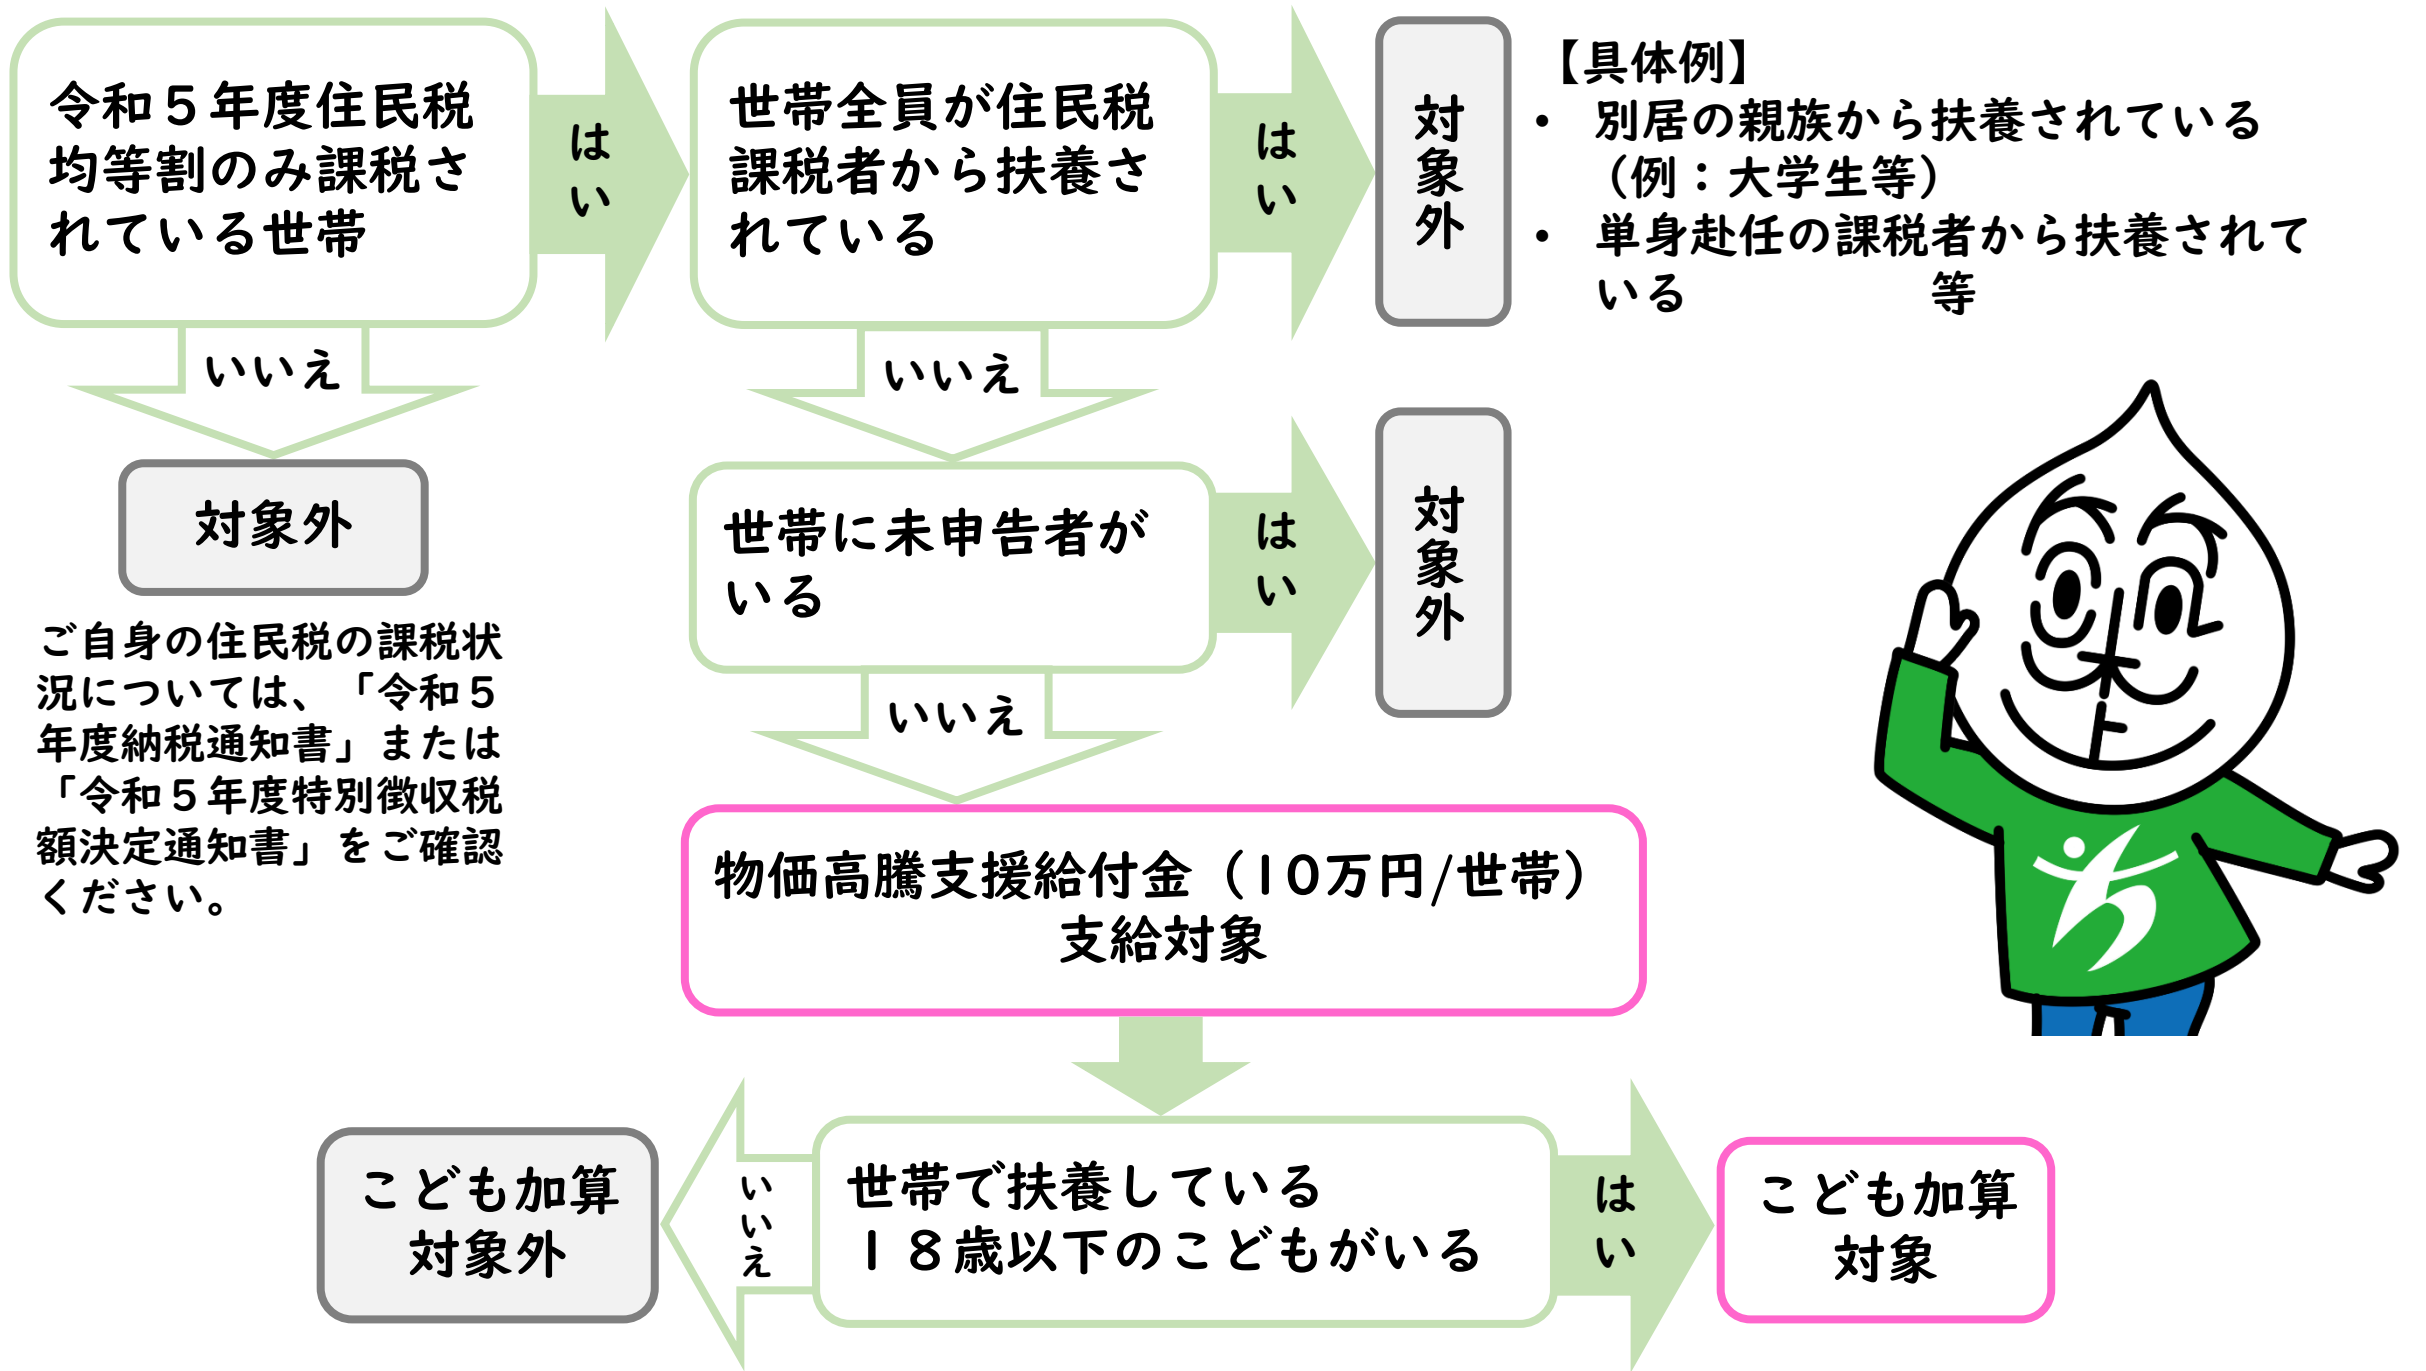 令和５年度住民税
均等割のみ課税さ
れている世帯
はい
世帯全員が住民税
課税者から扶養さ
れている
はい
対象外
【具体例】
• 別居の親族から扶養されている
（例：大学生等）
• 単身赴任の課税者から扶養されて
いる 等
いいえ
いいえ
対象外
ご自身の住民税の課税状
況については、「令和５
年度納税通知書」または
「令和５年度特別徴収税
額決定通知書」をご確認
ください。
世帯に未申告者が
いる
はい
対象外
いいえ
物価高騰支援給付金（10万円/世帯）
支給対象
世帯で扶養している
１８歳以下のこどもがいる
いいえ
こども加算
対象外
はい
こども加算
対象